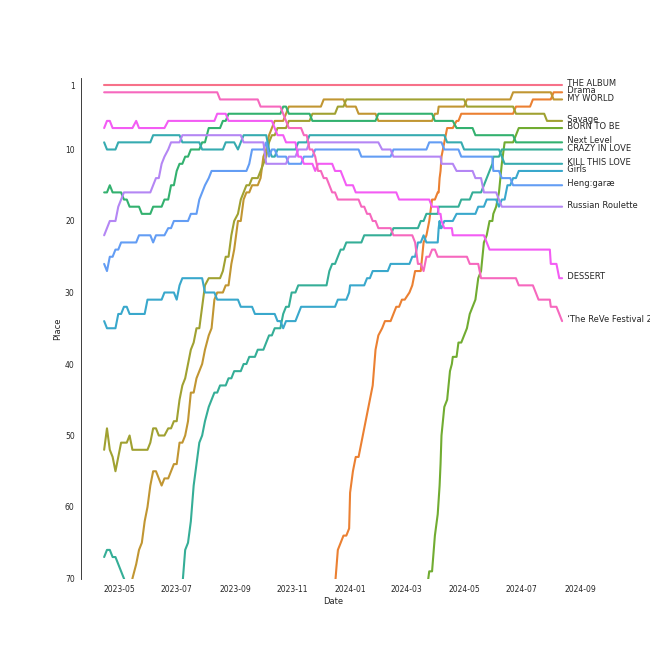 1
10
20
30
40
50
60
70
Place
2023-05
2023-07
2023-09
2023-11
2024-01
2024-03
2024-05
2024-07
2024-09
Date
THE ALBUM
Drama
MY WORLD
Savage
BORN TO BE
Next Level
CRAZY IN LOVE
KILL THIS LOVE
Girls
Heng:garæ
Russian Roulette
DESSERT
'The ReVe Festival 2